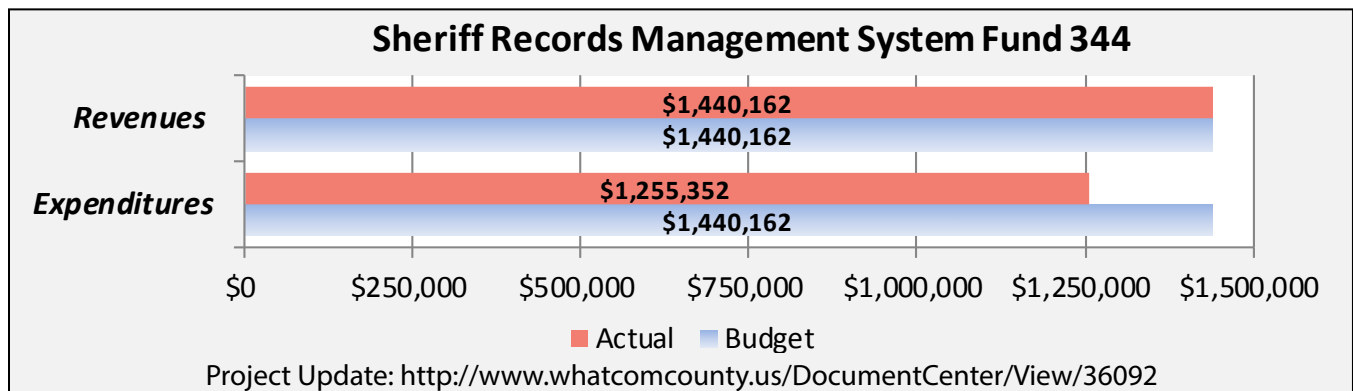 Sheriff Records Management System Fund 344
Revenues
$1,440,162
$1,440,162
Expenditures
$1,255,352
$1,440,162
$0 $250,000 $500,000 $750,000 $1,000,000 $1,250,000 $1,500,000
Actual Budget
Project Update: http://www.whatcomcounty.us/DocumentCenter/View/36092